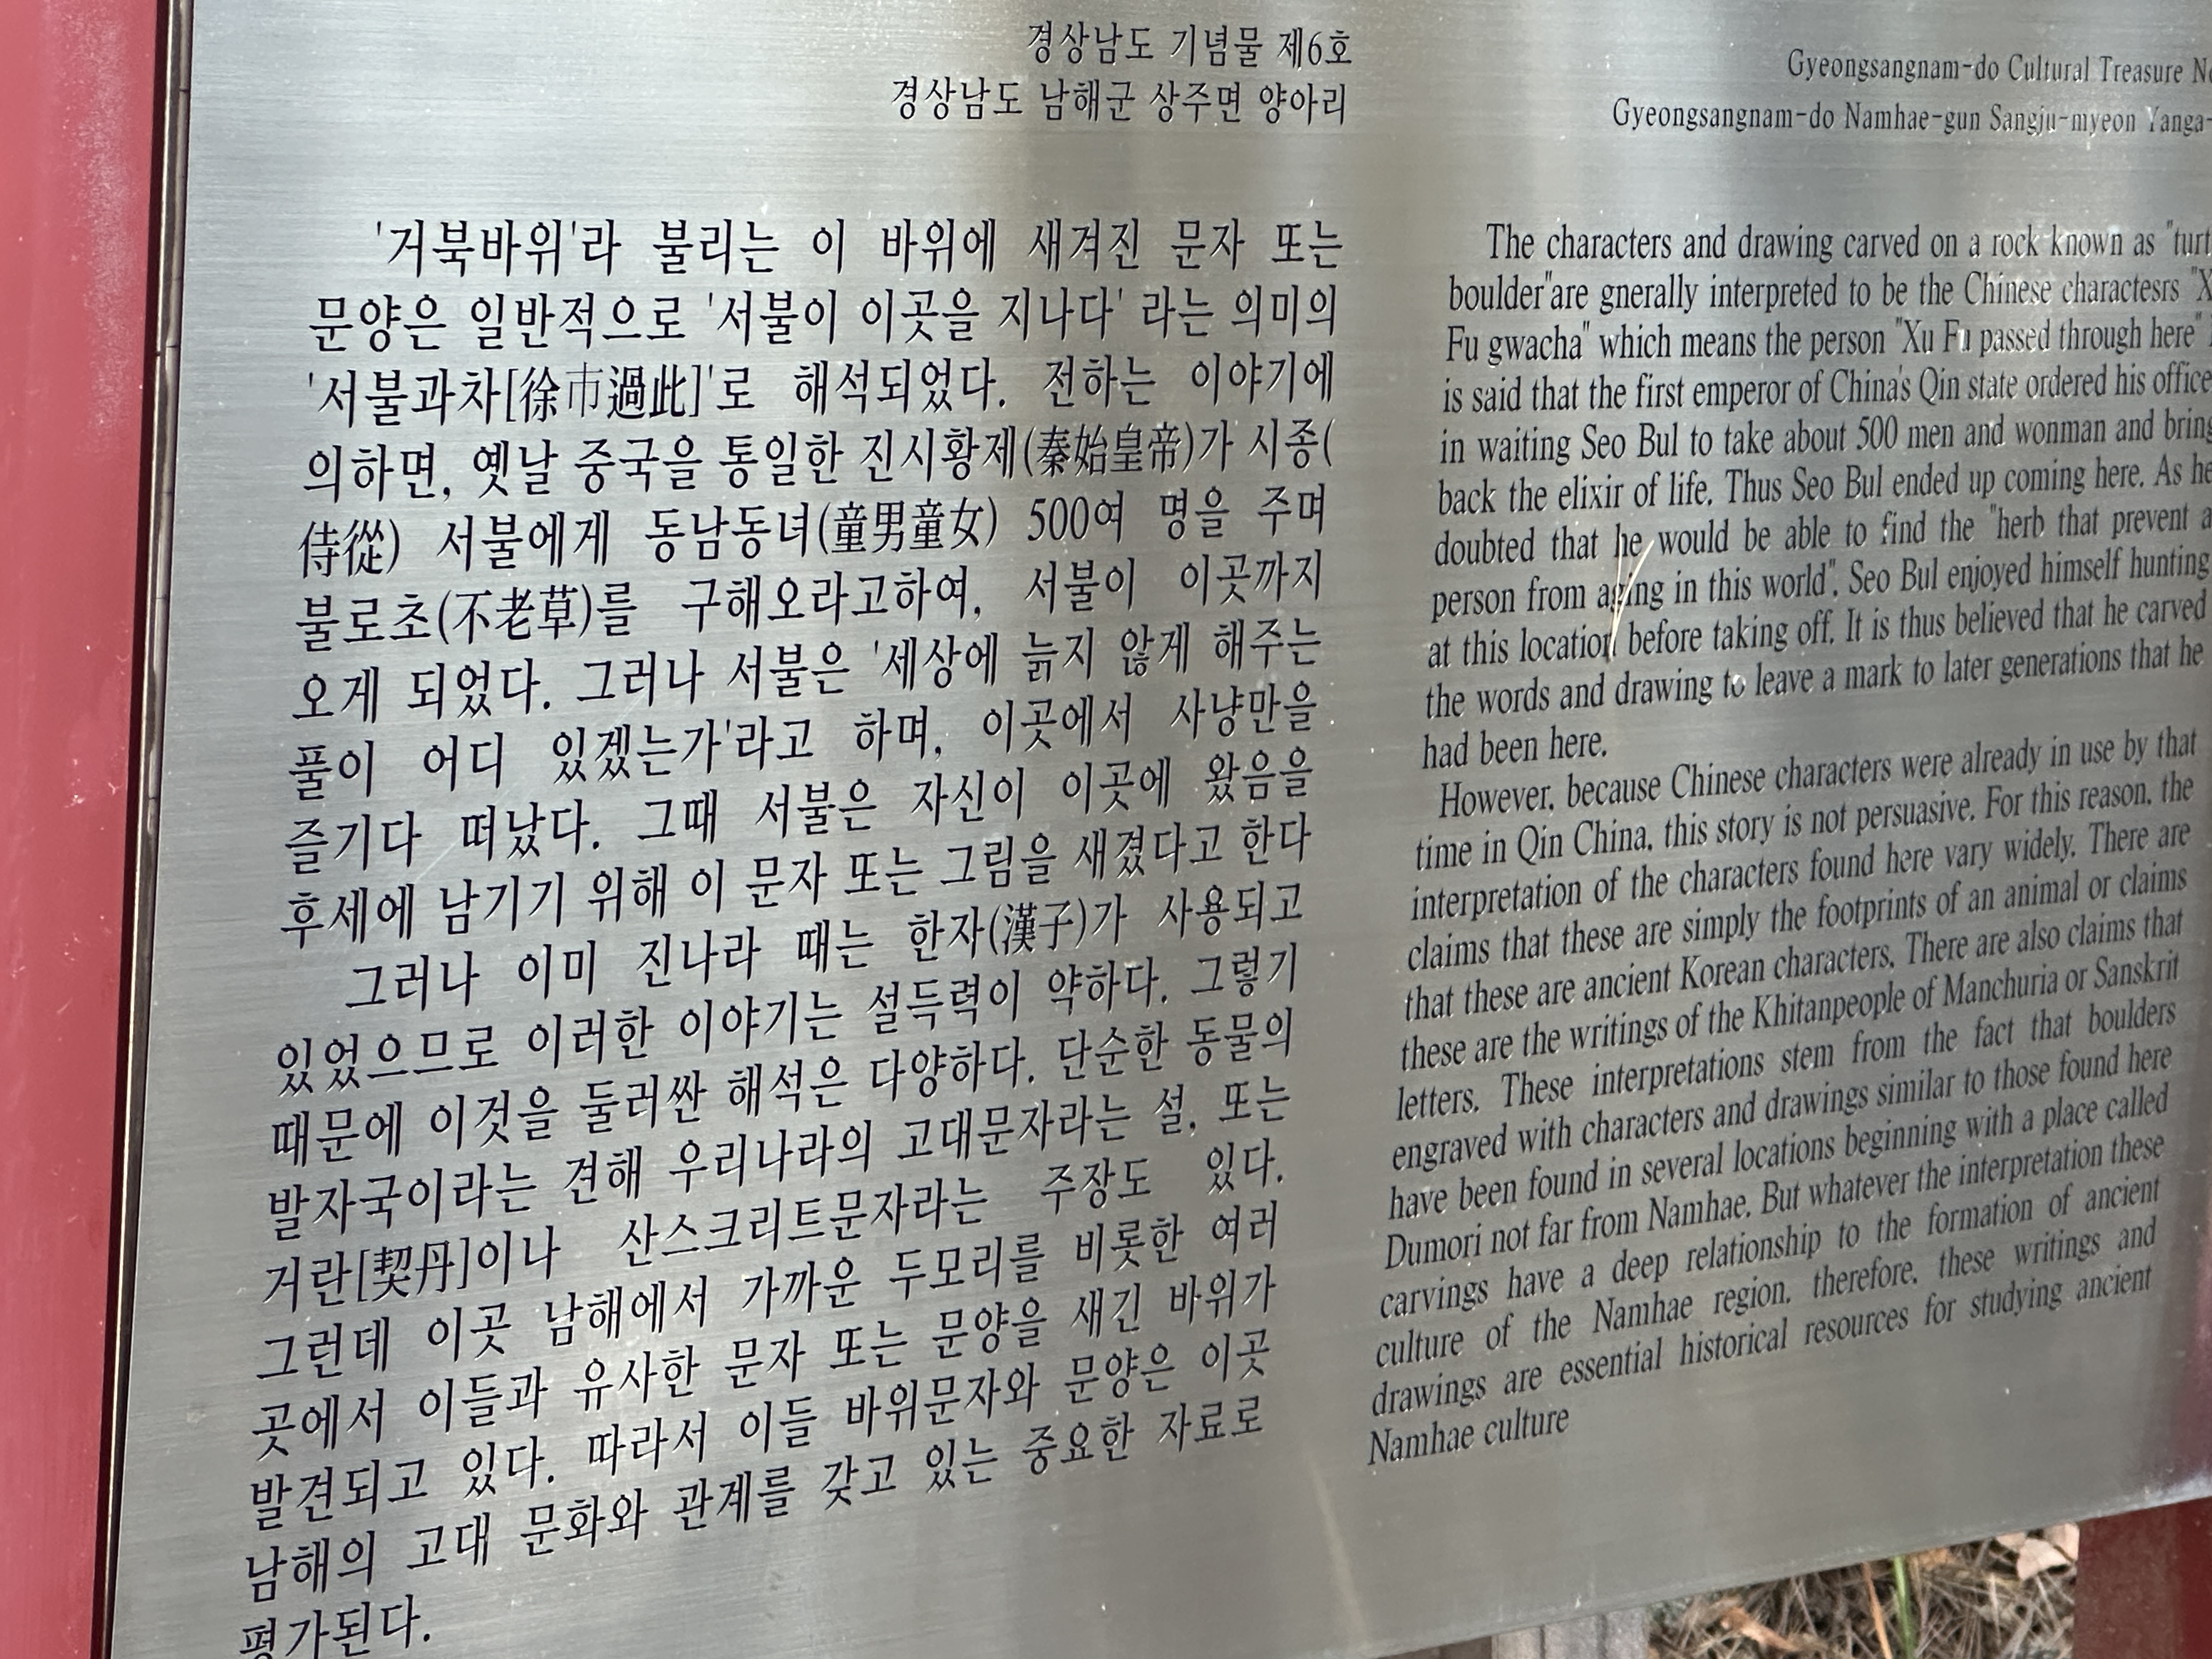 경상남도 기념물 제6호
경상남도 남해군 상주면 양아리
'거북바위'라 불리는 이 바위에 새겨진 문자 또는
문양은 일반적으로 '서불이 이곳을 지나다' 라는 의미의
'서불과차[徐市過此]'로 해석되었다. 전하는 이야기에
의하면, 옛날 중국을 통일한 진시황제(秦始皇帝)가 시종(
侍從) 서불에게 동남동녀(童男童女) 500여 명을 주며
불로초(不老草)를 구해오라고하여, 서불이 이곳까지
오게 되었다. 그러나 서불은 '세상에 늙지 않게 해주는
풀이 어디 있겠는가'라고 하며, 이곳에서 사냥만을
즐기다 떠났다. 그때 서불은 자신이 이곳에 왔음을
후세에 남기기 위해 이 문자 또는 그림을 새겼다고 한다
그러나 이미 진나라 때는 한자(漢子)가 사용되고
있었으므로 이러한 이야기는 설득력이 약하다. 그렇기
때문에 이것을 둘러싼 해석은 다양하다. 단순한 동물의
발자국이라는 견해 우리나라의 고대문자라는 설, 또는
거란[契丹]이나 산스크리트문자라는 주장도 있다.
그런데 이곳 남해에서 가까운 두모리를 비롯한 여러
곳에서 이들과 유사한 문자 또는 문양을 새긴 바위가
발견되고 있다. 따라서 이들 바위문자와 문양은 이곳
남해의 고대 문화와 관계를 갖고 있는 중요한 자료로
평가된다.
Gyeongsangnam-do Cultural Treasure
Gyeongsangnam-do Namhae-gun Sangju-myeon Yanga-
The characters and drawing carved on a rock known as
boulder"are gnerally interpreted to be the Chinese charactesrs
Fu gwacha" which means the person "Xu Fu passed through here"
is said that the first emperor of China's Qin state ordered his
in waiting Seo Bul to take about 500 men and wonman and bring
back the elixir of life. Thus Seo Bul ended up coming here. As he
doubted that he would be able to find the "herb that prevent a
person from aging in this world". Seo Bul enjoyed himself hunting
at this location before taking off. It is thus believed that he carved
the words and drawing to leave a mark to later generations that he
had been here.
However, because Chinese characters were already in use by that
time in Qin China, this story is not persuasive. For this reason, the
interpretation of the characters found here vary widely. There are
claims that these are simply the footprints of an animal or claims
that these are ancient Korean characters. There are also claims that
these are the writings of the Khitanpeople of Manchuria or Sanskrit
letters. These interpretations stem from the fact that boulders
engraved with characters and drawings similar to those found here
have been found in several locations beginning with a place called
Dumori not far from Namhae. But whatever the interpretation these
carvings have a deep relationship to the formation of ancient
culture of the Namhae region, therefore, these writings and
drawings are essential historical resources for studying ancient
Namhae culture